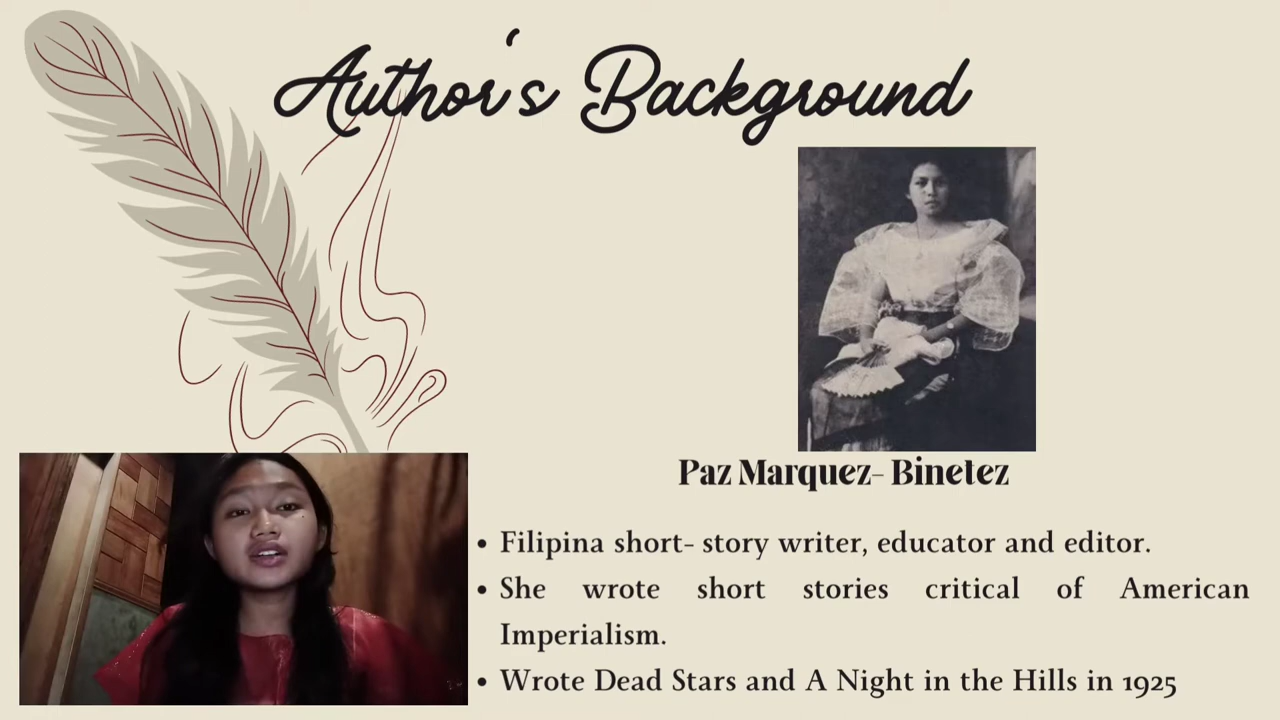 Author's Background
Paz Marquez- Binetez
• Filipina short- story writer, educator and editor.
• She wrote short stories critical of American
Imperialism.
• Wrote Dead Stars and A Night in the Hills in 1925